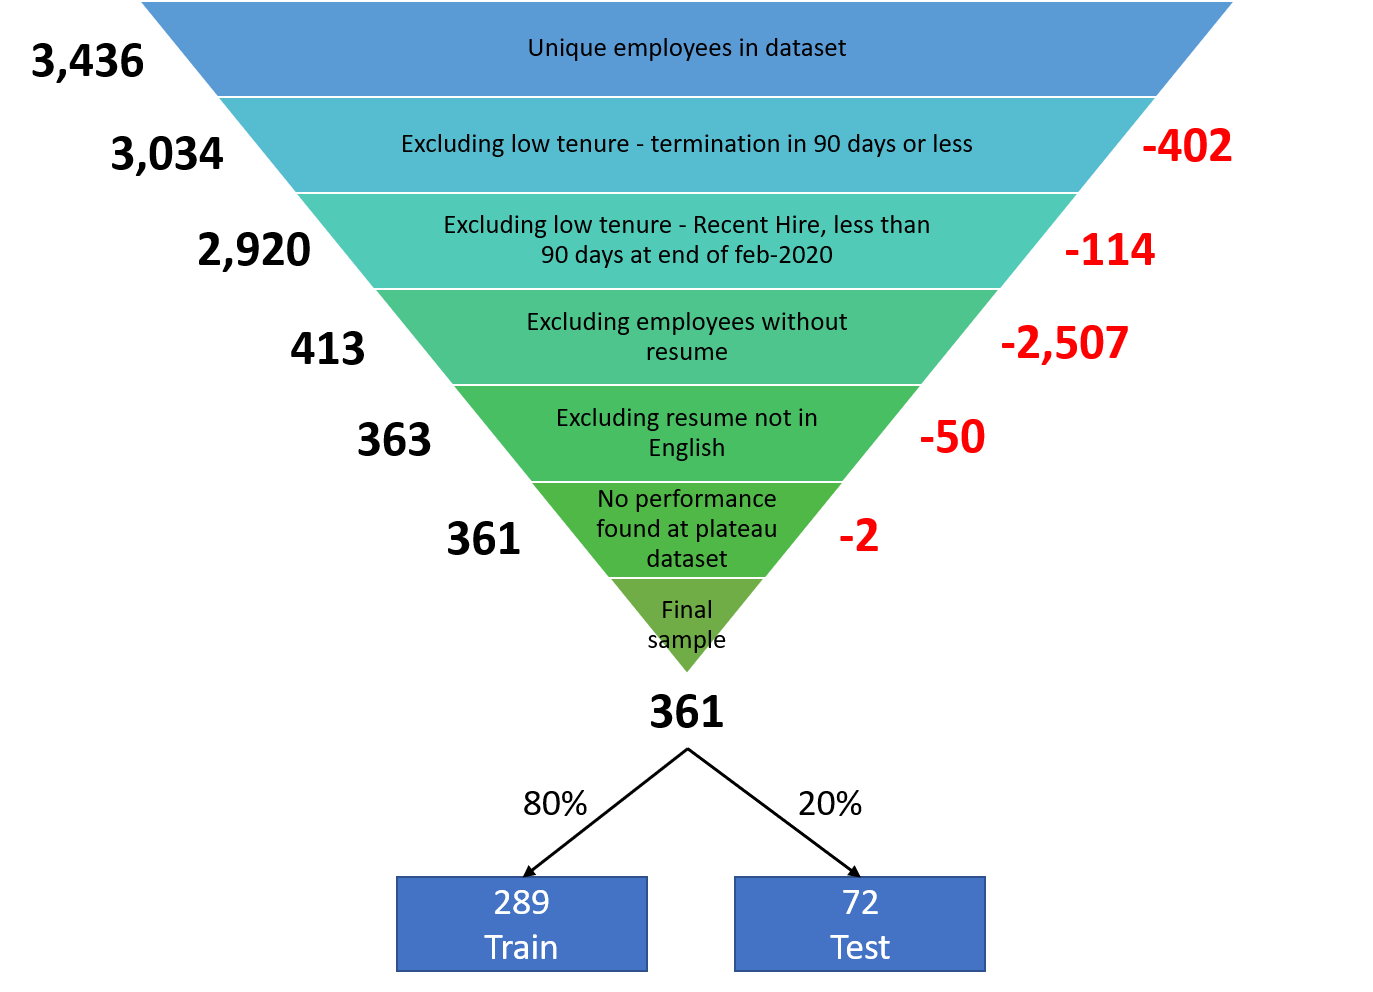 3,436
Unique employees in dataset
3,034
Excluding low tenure - termination in 90 days or less
-402
2,920
Excluding low tenure - Recent Hire, less than
90 days at end of feb-2020
-114
413
Excluding employees without
resume
-2,507
363
Excluding resume not in
English
-50
361
No performance
found at plateau
dataset
-2
Final
sample
361
80%
20%
289
Train
72
Test